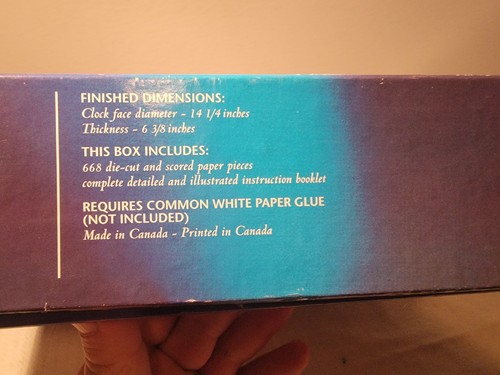 FINISHED DIMENSIONS:
Clock face diameter - 14 1/4 inches
Thickness - 6 3/8 inches
THIS BOX INCLUDES:
668 die-cut and scored paper pieces
complete detailed and illustrated instruction booklet
REQUIRES COMMON WHITE PAPER GLUE
(NOT INCLUDED)
Made in Canada - Printed in Canada